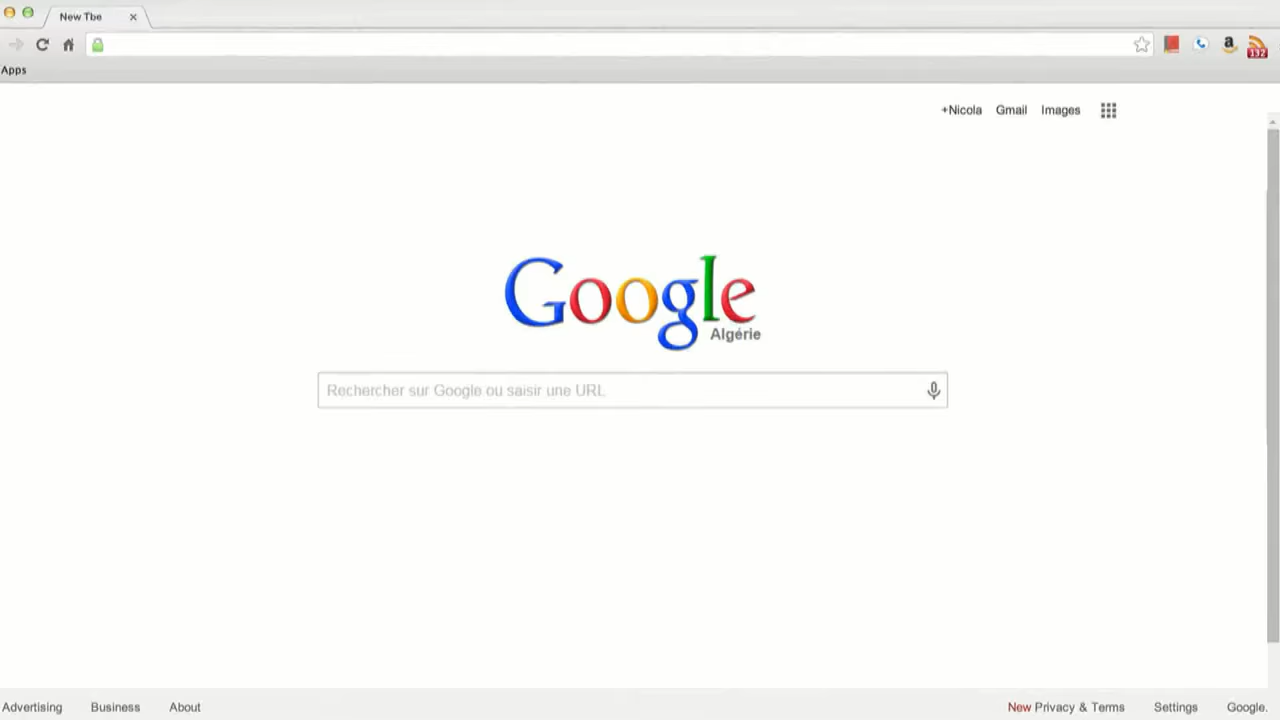 New Tbe
a
132
Apps
+Nicola Gmail Images
Google
Algérie
Rechercher sur Google ou saisir une URL
Advertising Business About New Privacy & Terms Settings Google.